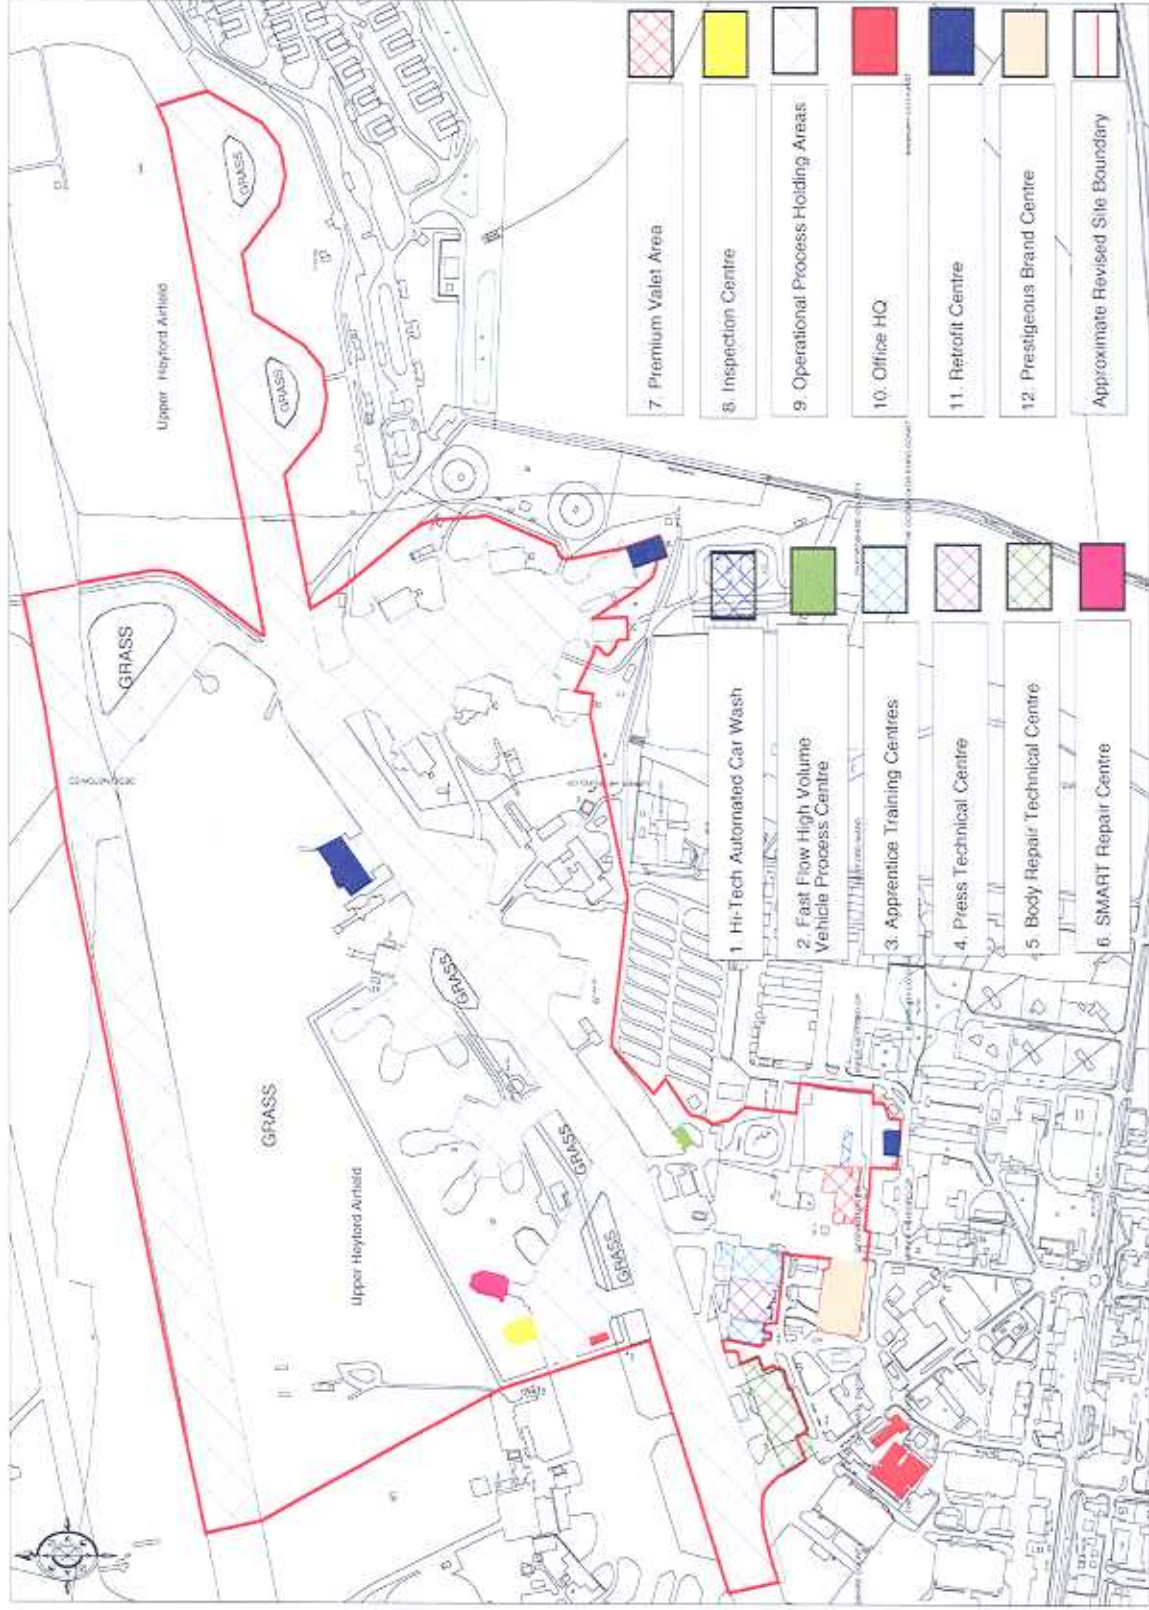 GRASS
Upper Heyford Airfield
GRASS
GRASS
GRASS
GRASS
Upper Heyford Airfield
GRASS
GRASS
GRASS
1. Hi-Tech Automated Car Wash
2. Fast Flow High Volume
Vehicle Process Centre
3. Apprentice Training Centres
4. Press Technical Centre
5. Body Repair Technical Centre
6. SMART Repair Centre
7. Premium Valet Area
8. Inspection Centre
9. Operational Process Holding Areas
10. Office HQ
11. Retrofit Centre
12. Prestigeous Brand Centre
Approximate Revised Site Boundary